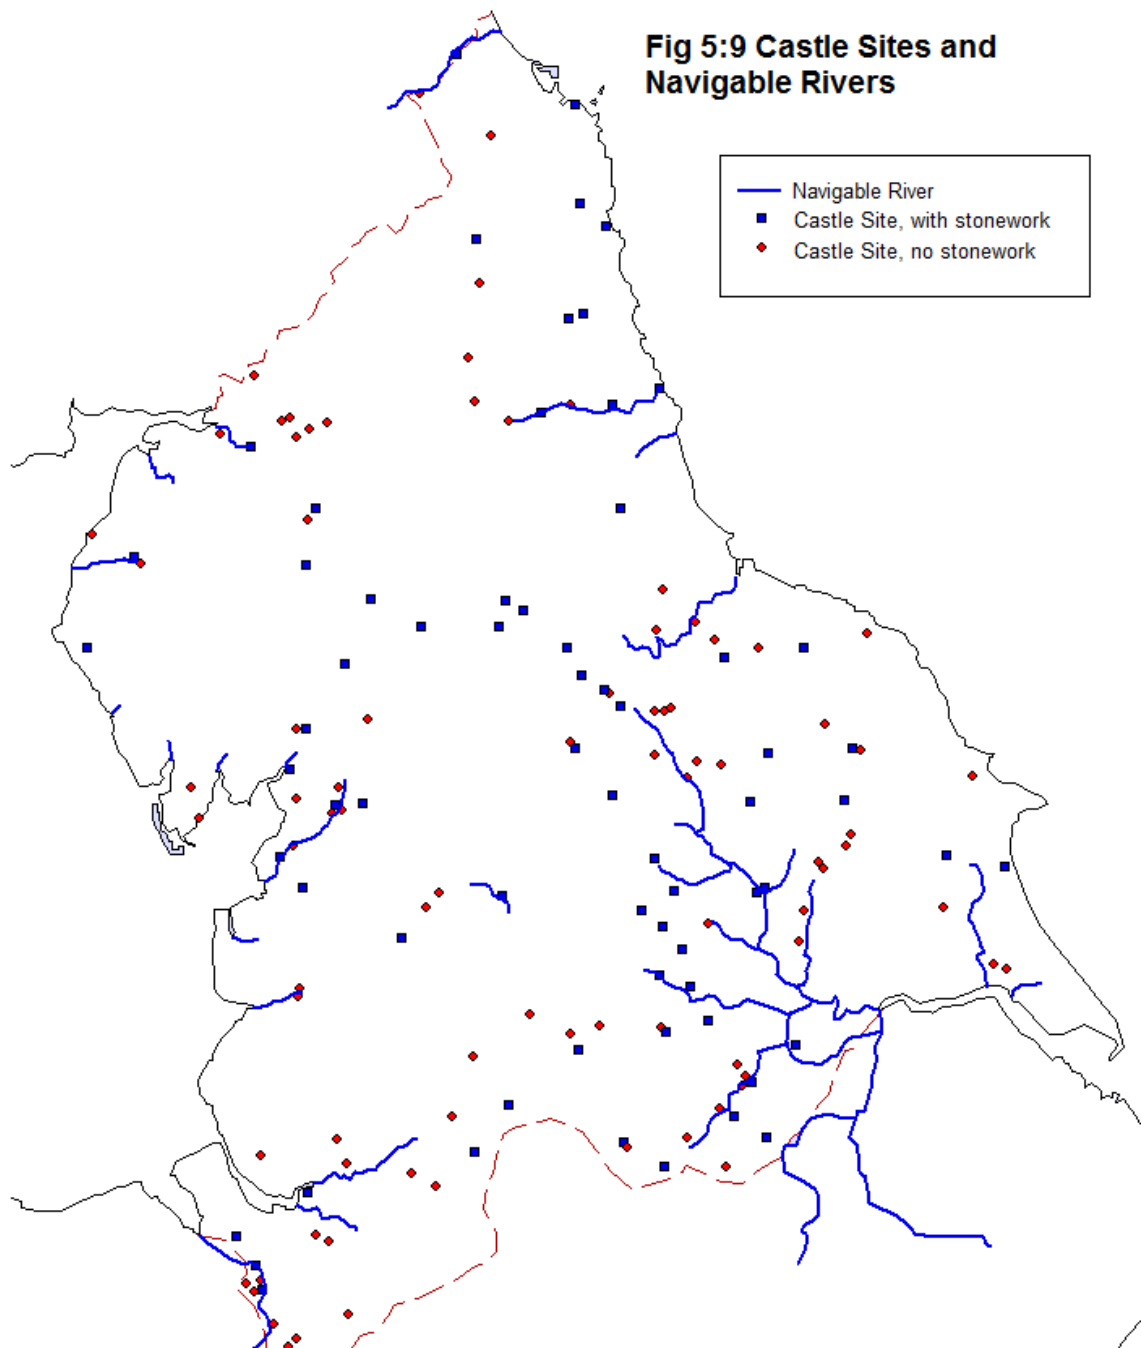 Fig 5:9 Castle Sites and
Navigable Rivers
Navigable River
Castle Site, with stonework
Castle Site, no stonework